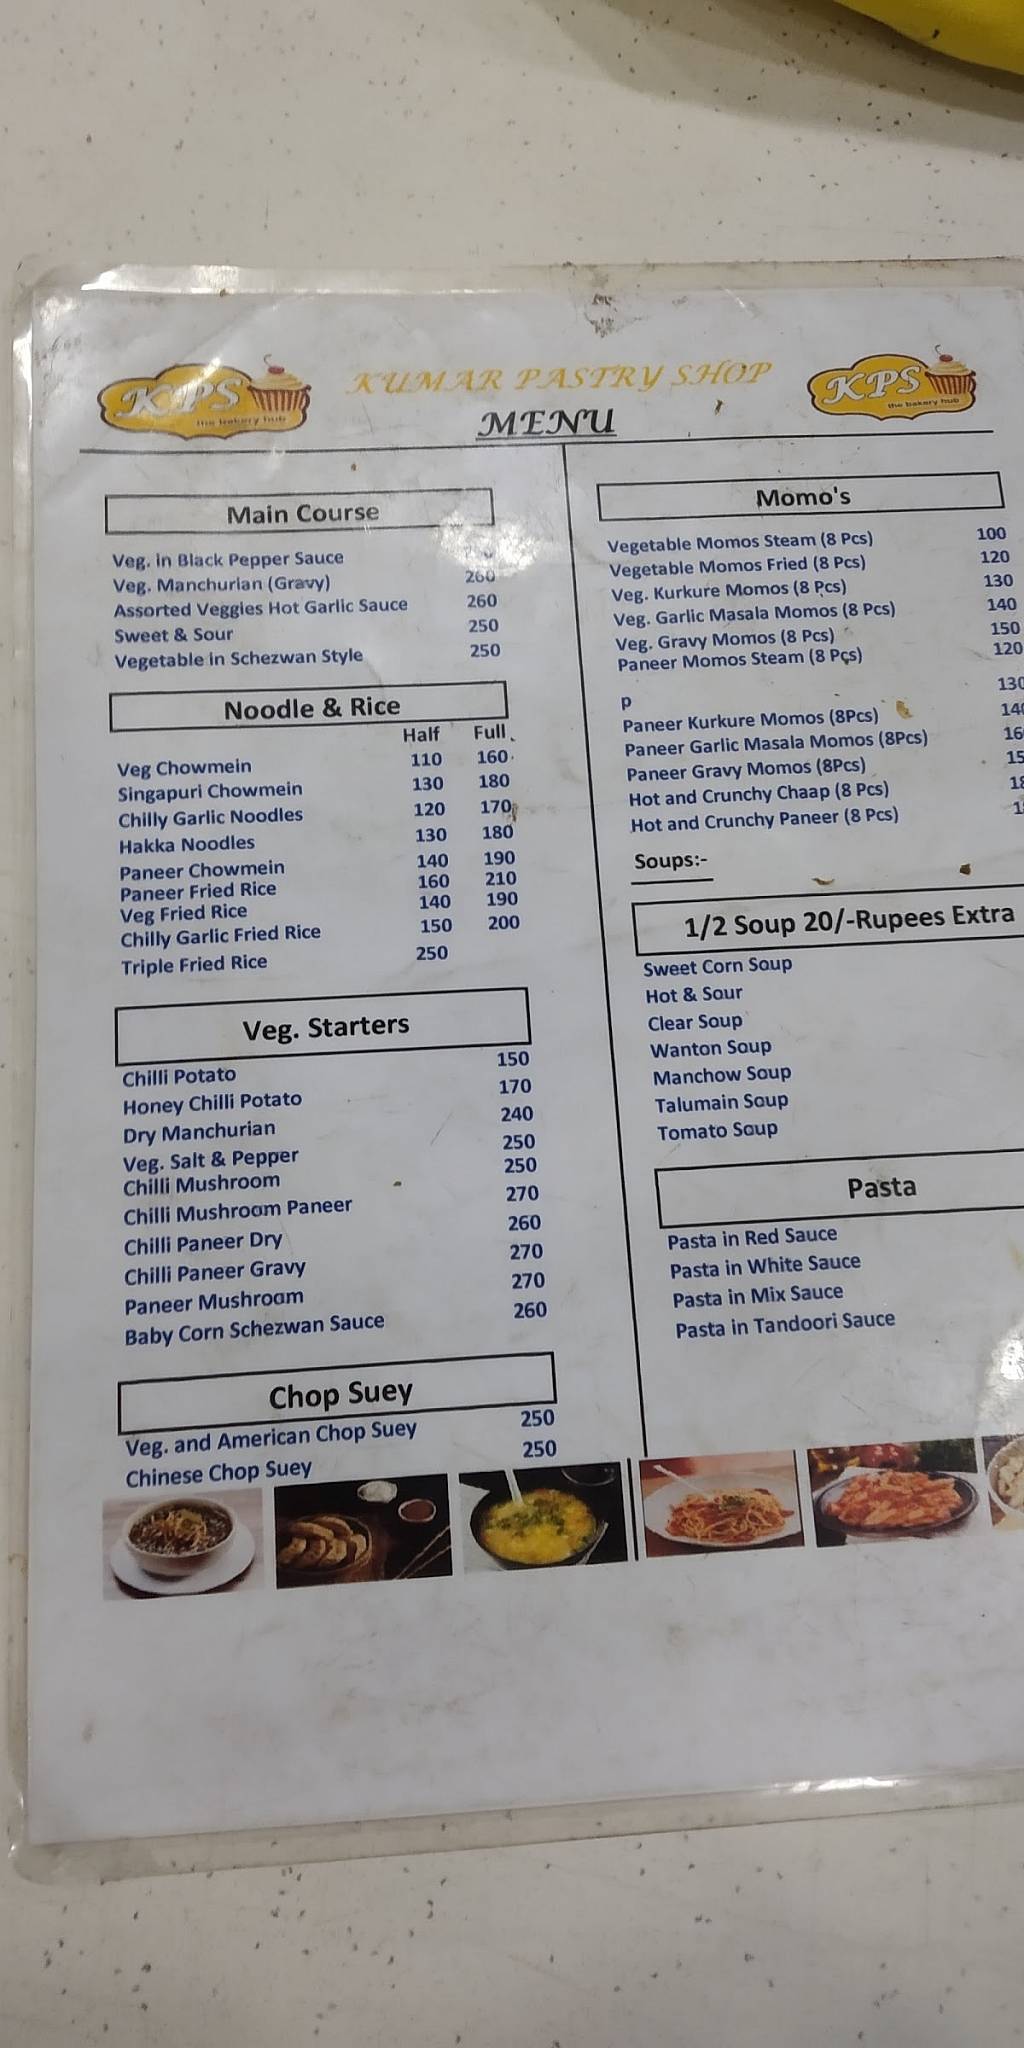 KPS
the bakery hub
KUMAR PASTRY SHOP
MENU
KPS
the bakery hub
Main Course
Veg. in Black Pepper Sauce
Veg. Manchurian (Gravy) 260
Assorted Veggies Hot Garlic Sauce 260
Sweet & Sour 250
Vegetable in Schezwan Style 250
Noodle & Rice
Half Full
Veg Chowmein 110 160
Singapuri Chowmein 130 180
Chilly Garlic Noodles 120 170
Hakka Noodles 130 180
Paneer Chowmein 140 190
Paneer Fried Rice 160 210
Veg Fried Rice 140 190
Chilly Garlic Fried Rice 150 200
Triple Fried Rice 250
Veg. Starters
Chilli Potato 150
Honey Chilli Potato 170
Dry Manchurian 240
Veg. Salt & Pepper 250
Chilli Mushroom 250
Chilli Mushroom Paneer 270
Chilli Paneer Dry 260
Chilli Paneer Gravy 270
Paneer Mushroom 270
Baby Corn Schezwan Sauce 260
Chop Suey
Veg. and American Chop Suey 250
Chinese Chop Suey 250
Momo's
Vegetable Momos Steam (8 Pcs) 100
Vegetable Momos Fried (8 Pcs) 120
Veg. Kurkure Momos (8 Pcs) 130
Veg. Garlic Masala Momos (8 Pcs) 140
Veg. Gravy Momos (8 Pcs) 150
Paneer Momos Steam (8 Pcs) 120
p 130
Paneer Kurkure Momos (8Pcs)
Paneer Garlic Masala Momos (8Pcs)
Paneer Gravy Momos (8Pcs)
Hot and Crunchy Chaap (8 Pcs)
Hot and Crunchy Paneer (8 Pcs)
Soups:-
1/2 Soup 20/-Rupees Extra
Sweet Corn Soup
Hot & Sour
Clear Soup
Wanton Soup
Manchow Soup
Talumain Soup
Tomato Soup
Pasta
Pasta in Red Sauce
Pasta in White Sauce
Pasta in Mix Sauce
Pasta in Tandoori Sauce